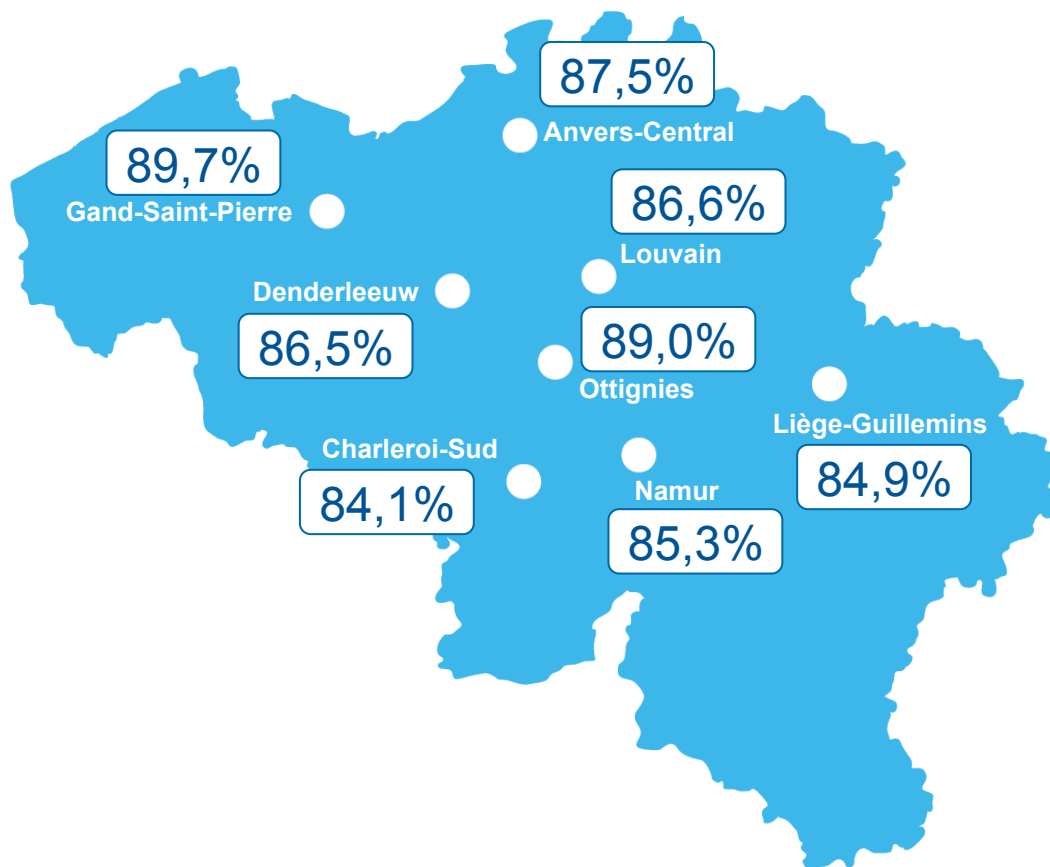 87,5%
Anvers-Central
89,7%
Gand-Saint-Pierre
86,6%
Louvain
Denderleeuw
86,5%
89,0%
Ottignies
Liège-Guillemins
84,9%
Charleroi-Sud
84,1%
Namur
85,3%